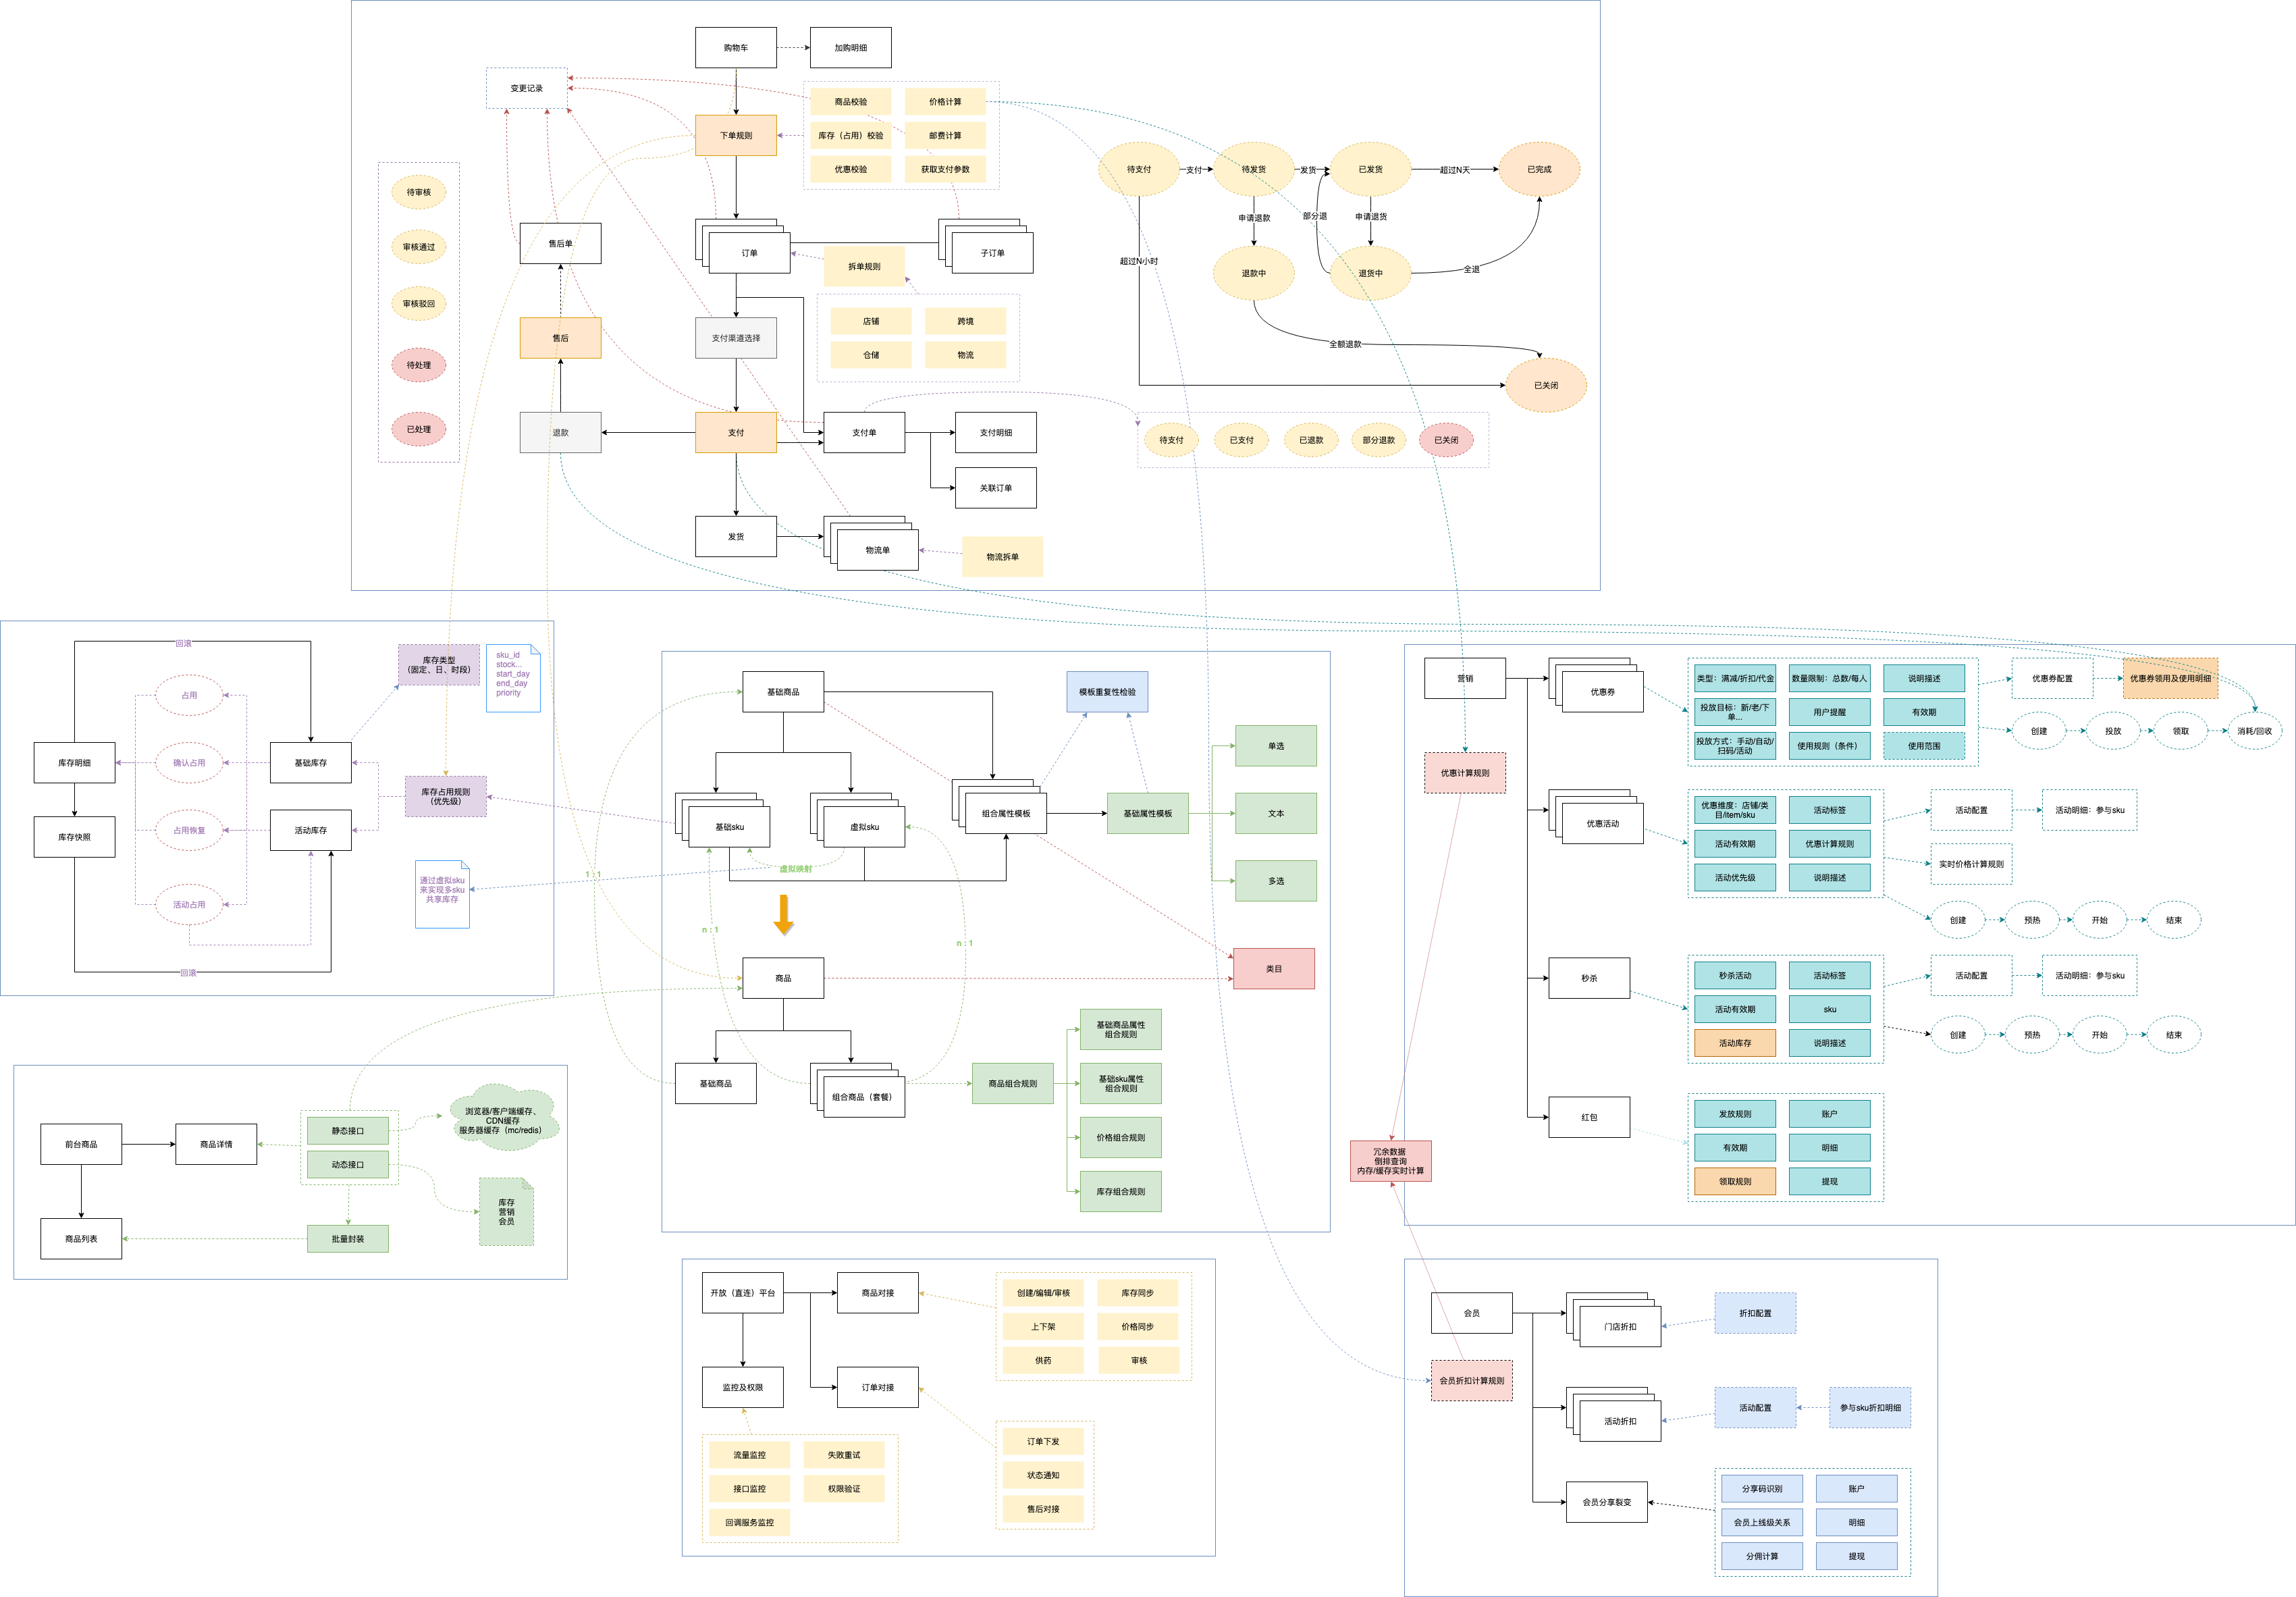 购物车
加购明细
变更记录
商品校验
价格计算
下单规则
库存（占用）校验
邮费计算
优惠校验
获取支付参数
待审核
审核通过
审核驳回
待处理
已处理
售后单
订单
子订单
拆单规则
售后
支付渠道选择
店铺
跨境
仓储
物流
退款
支付
支付单
支付明细
关联订单
发货
物流单
物流拆单
待支付
支付
待发货
发货
已发货
超过N天
已完成
申请退款
部分退
申请退货
超过N小时
退款中
退货中
全退
全额退款
已关闭
待支付
已支付
已退款
部分退款
已关闭
回滚
库存类型
（固定、日、时段）
sku_id
stock...
start_day
end_day
priority
占用
库存明细
确认占用
基础库存
库存占用规则
（优先级）
库存快照
占用恢复
活动库存
通过虚拟sku
来实现多sku
共享库存
活动占用
回滚
基础商品
模板重复性检验
单选
基础sku
虚拟sku
组合属性模板
基础属性模板
文本
虚拟映射
1 : 1
多选
n : 1
n : 1
商品
类目
基础商品属性
组合规则
基础商品
组合商品（套餐）
商品组合规则
基础sku属性
组合规则
价格组合规则
库存组合规则
营销
优惠券
类型：满减/折扣/代金
数量限制：总数/每人
说明描述
投放目标：新/老/下
单...
用户提醒
有效期
投放方式：手动/自动/
扫码/活动
使用规则（条件）
使用范围
优惠券配置
优惠券领用及使用明细
创建
投放
领取
消耗/回收
优惠计算规则
优惠活动
优惠维度：店铺/类
目/item/sku
活动标签
活动有效期
优惠计算规则
活动优先级
说明描述
活动配置
活动明细：参与sku
实时价格计算规则
创建
预热
开始
结束
秒杀
秒杀活动
活动标签
活动有效期
sku
活动库存
说明描述
活动配置
活动明细：参与sku
创建
预热
开始
结束
红包
发放规则
账户
有效期
明细
领取规则
提现
冗余数据
倒排查询
内存/缓存实时计算
前台商品
商品详情
静态接口
动态接口
浏览器/客户端缓存、
CDN缓存
服务器缓存（mc/redis）
库存
营销
会员
商品列表
批量封装
开放（直连）平台
商品对接
创建/编辑/审核
库存同步
上下架
价格同步
供药
审核
监控及权限
订单对接
流量监控
失败重试
接口监控
权限验证
回调服务监控
订单下发
状态通知
售后对接
会员
门店折扣
折扣配置
会员折扣计算规则
活动折扣
活动配置
参与sku折扣明细
会员分享裂变
分享码识别
账户
会员上线级关系
明细
分佣计算
提现